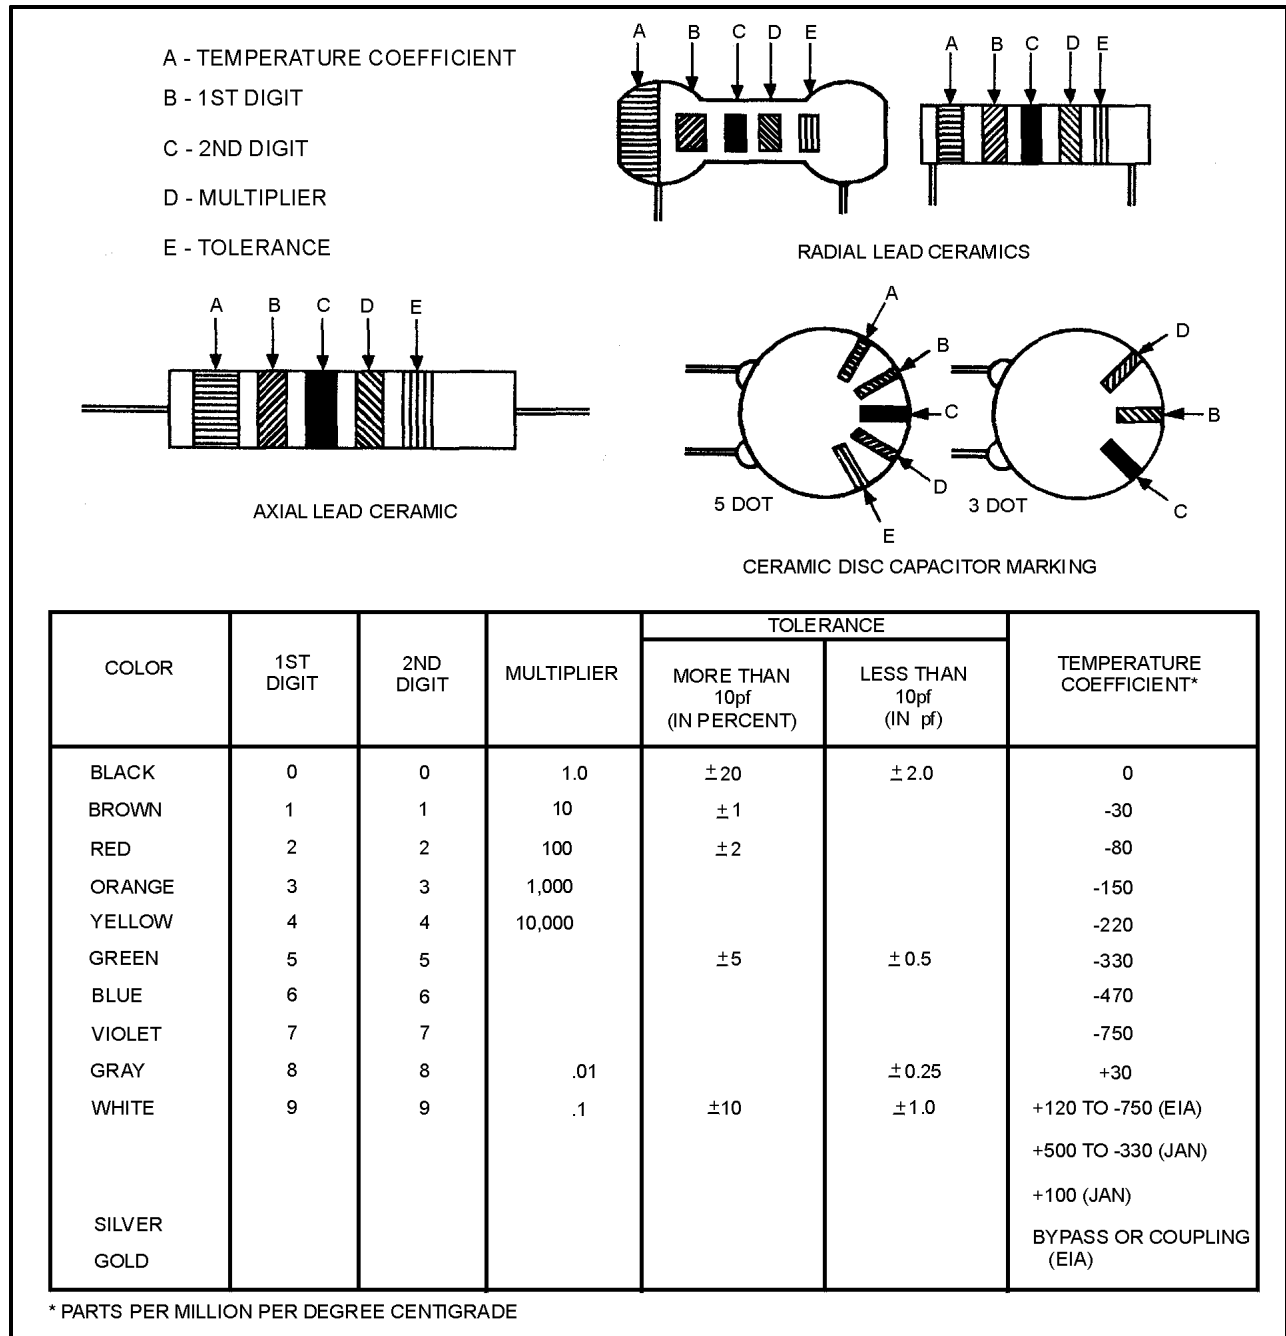 A - TEMPERATURE COEFFICIENT
B - 1ST DIGIT
C - 2ND DIGIT
D - MULTIPLIER
E - TOLERANCE
A B C D E
A B C D E
RADIAL LEAD CERAMICS
A B C D E
AXIAL LEAD CERAMIC
A
B
C
D
E
5 DOT
D
B
C
3 DOT
CERAMIC DISC CAPACITOR MARKING
COLOR 1ST DIGIT 2ND DIGIT MULTIPLIER TOLERANCE TEMPERATURE COEFFICIENT*
MORE THAN 10pf (IN PERCENT) LESS THAN 10pf (IN pf)
BLACK 0 0 1.0 ±20 ±2.0 0
BROWN 1 1 10 ±1 -30
RED 2 2 100 ±2 -80
ORANGE 3 3 1,000 -150
YELLOW 4 4 10,000 -220
GREEN 5 5 ±5 ±0.5 -330
BLUE 6 6 -470
VIOLET 7 7 -750
GRAY 8 8 .01 ±0.25 +30
WHITE 9 9 .1 ±10 ±1.0 +120 TO -750 (EIA)
+500 TO -330 (JAN)
+100 (JAN)
SILVER
BYPASS OR COUPLING
GOLD (EIA)
* PARTS PER MILLION PER DEGREE CENTIGRADE